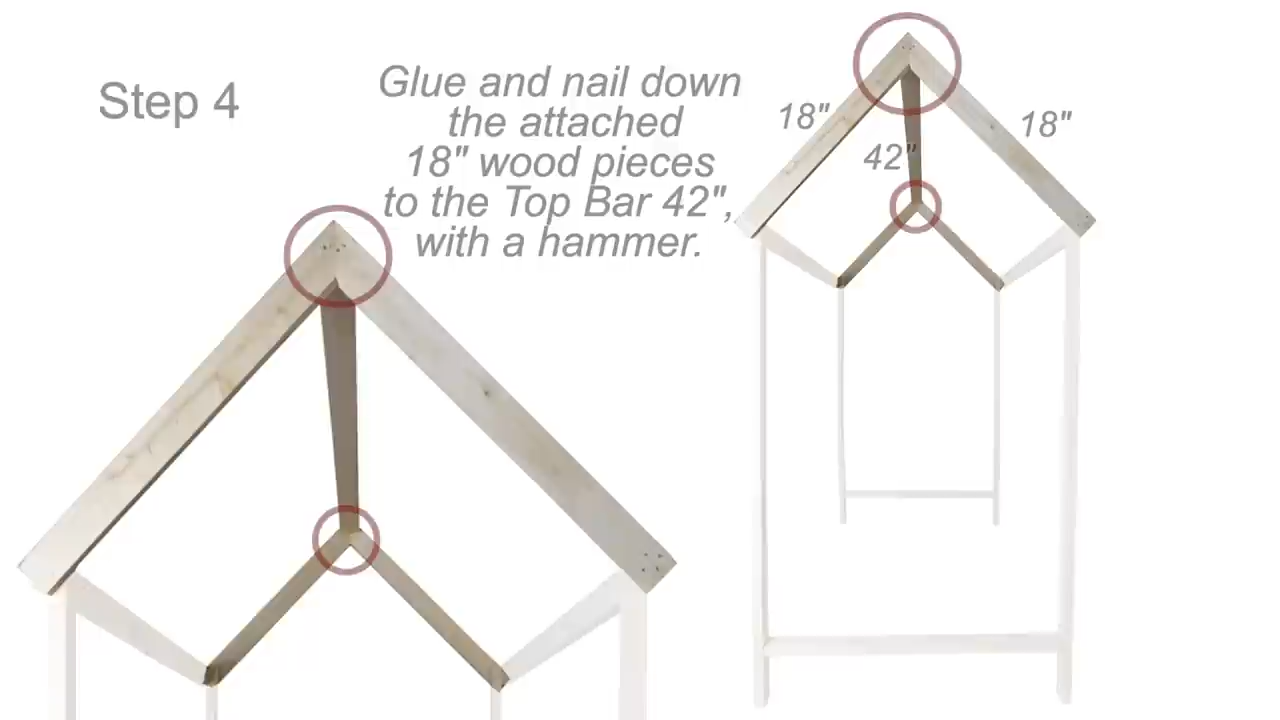 Step 4
Glue and nail down
the attached
18" wood pieces
to the Top Bar 42",
with a hammer.
18"
18"
42"